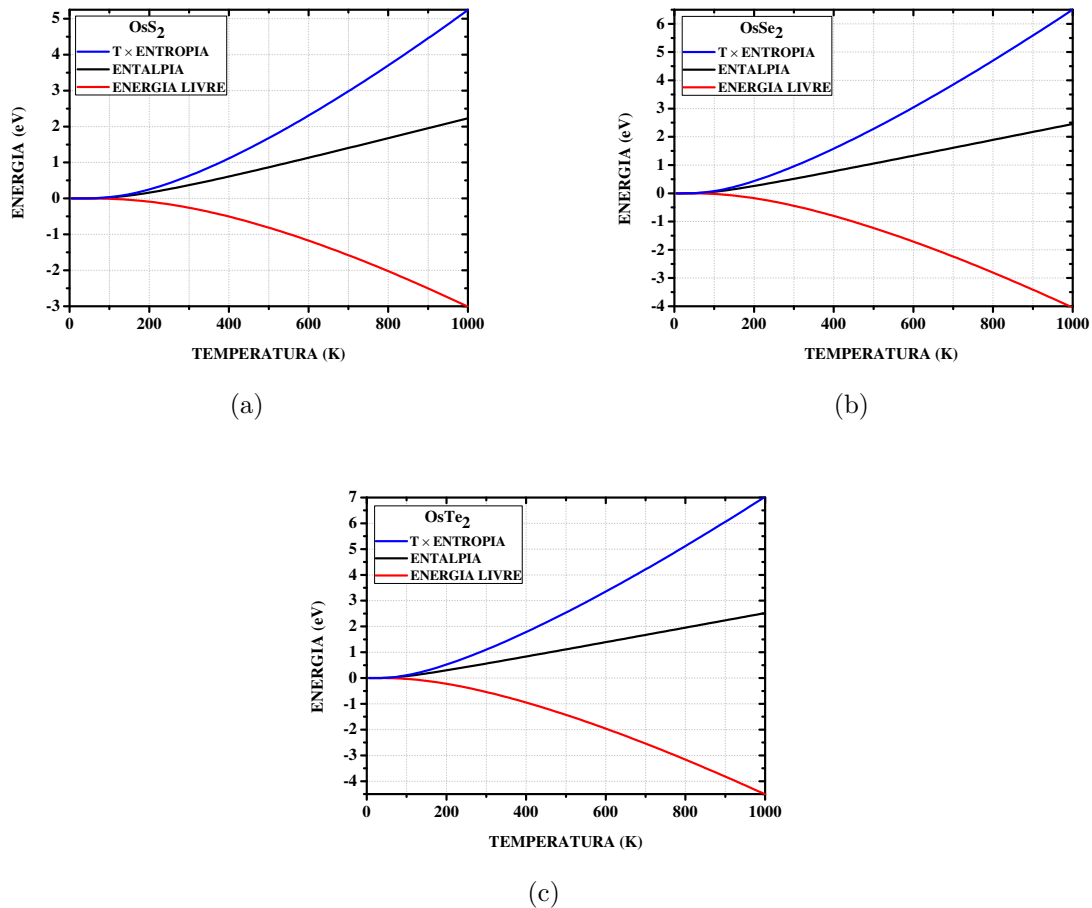 OsS2
T × ENTROPIA
ENTALPIA
ENERGIA LIVRE
ENERGIA (eV)
5
4
3
2
1
0
-1
-2
-3
0 200 400 600 800 1000
TEMPERATURA (K)
(a)
OsSe2
T × ENTROPIA
ENTALPIA
ENERGIA LIVRE
ENERGIA (eV)
6
5
4
3
2
1
0
-1
-2
-3
-4
0 200 400 600 800 1000
TEMPERATURA (K)
(b)
OsTe2
T × ENTROPIA
ENTALPIA
ENERGIA LIVRE
ENERGIA (eV)
7
6
5
4
3
2
1
0
-1
-2
-3
-4
0 200 400 600 800 1000
TEMPERATURA (K)
(c)